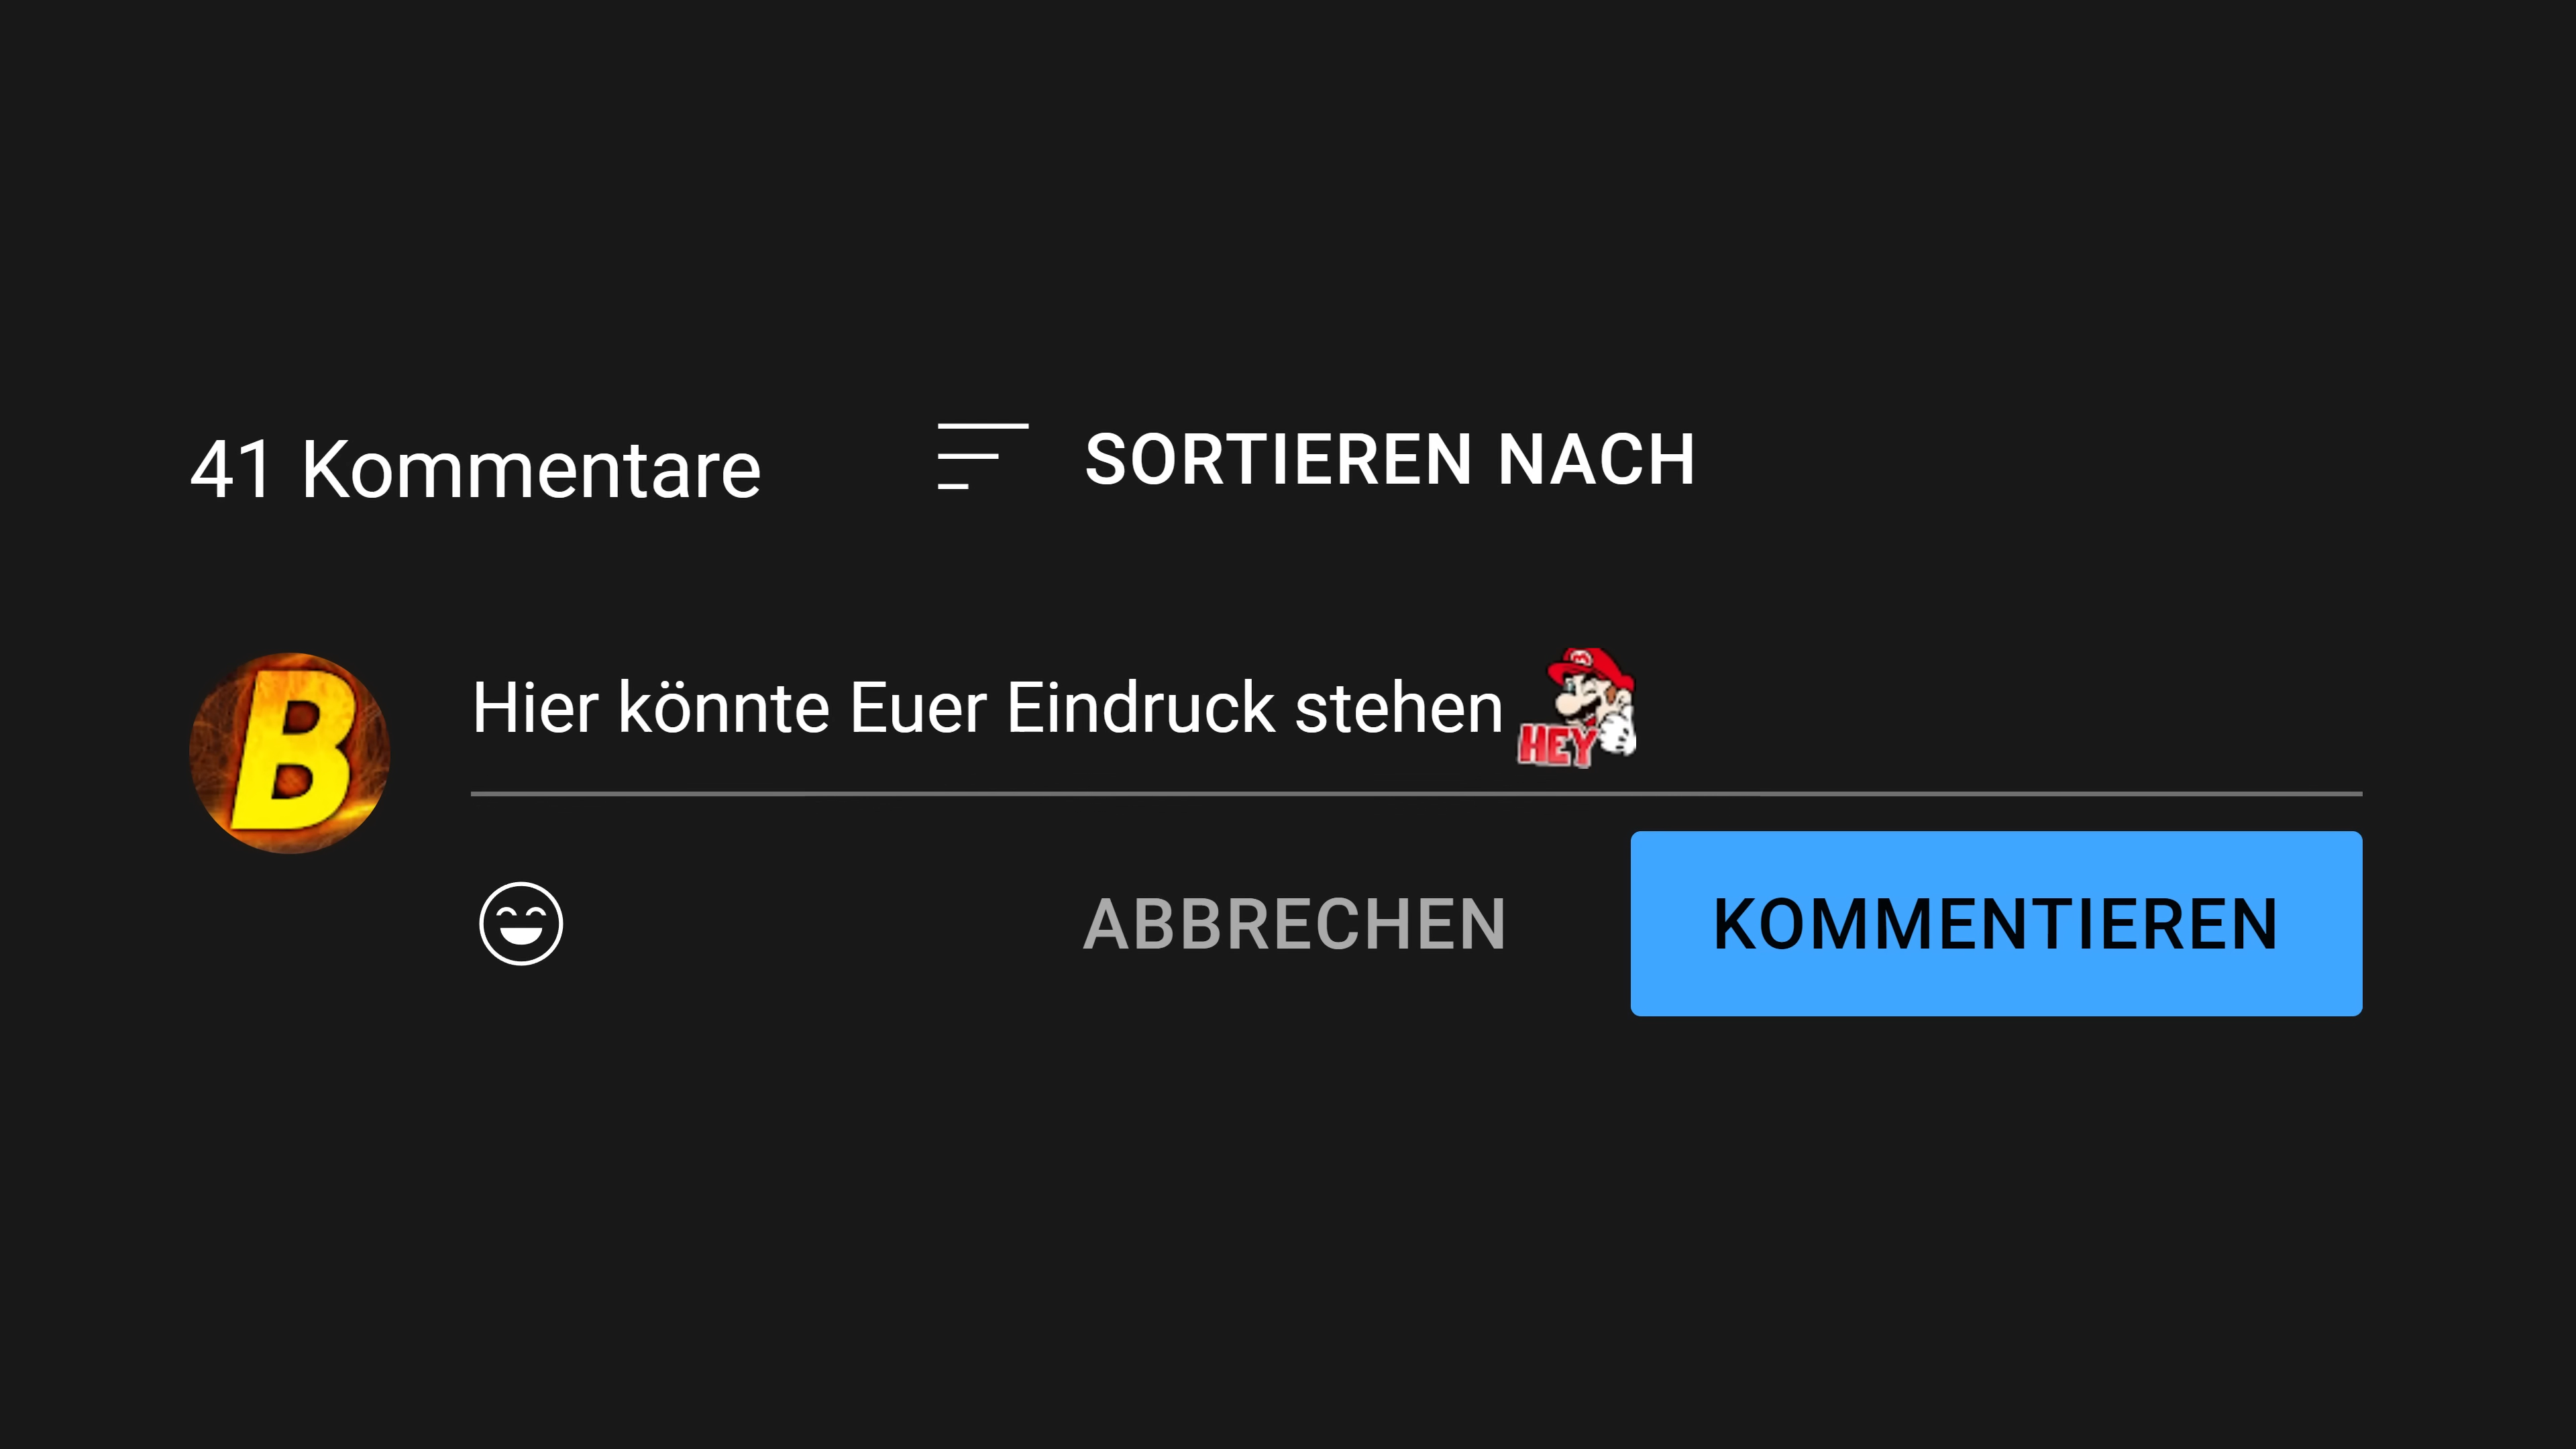 41 Kommentare
SORTIEREN NACH
B
Hier könnte Euer Eindruck stehen
HEY
ABBRECHEN
KOMMENTIEREN